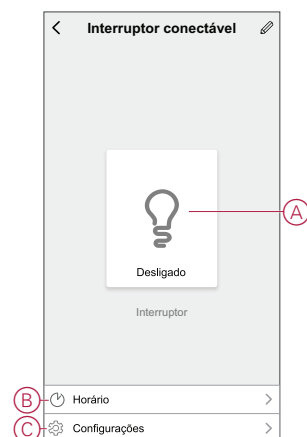 Interruptor conectável
A
Desligado
Interruptor
B Horário
C Configurações